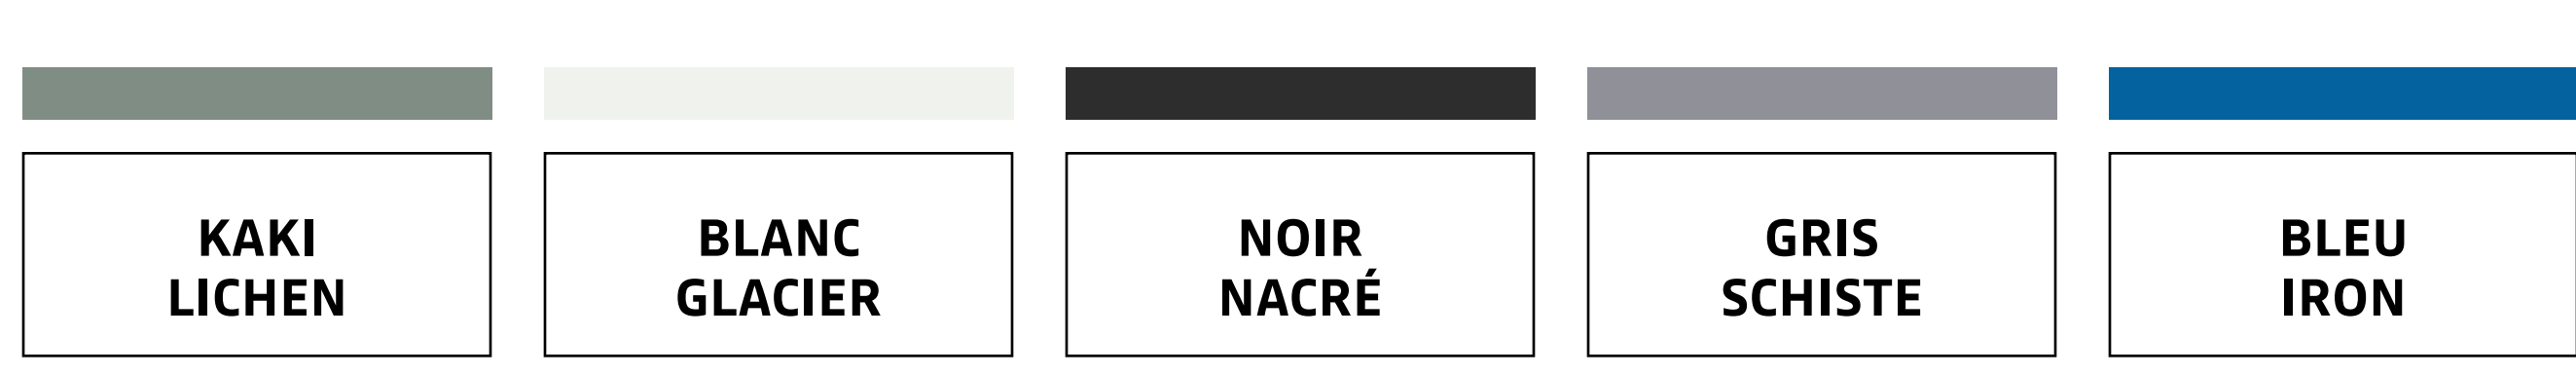 KAKI
LICHEN
BLANC
GLACIER
NOIR
NACRÉ
GRIS
SCHISTE
BLEU
IRON